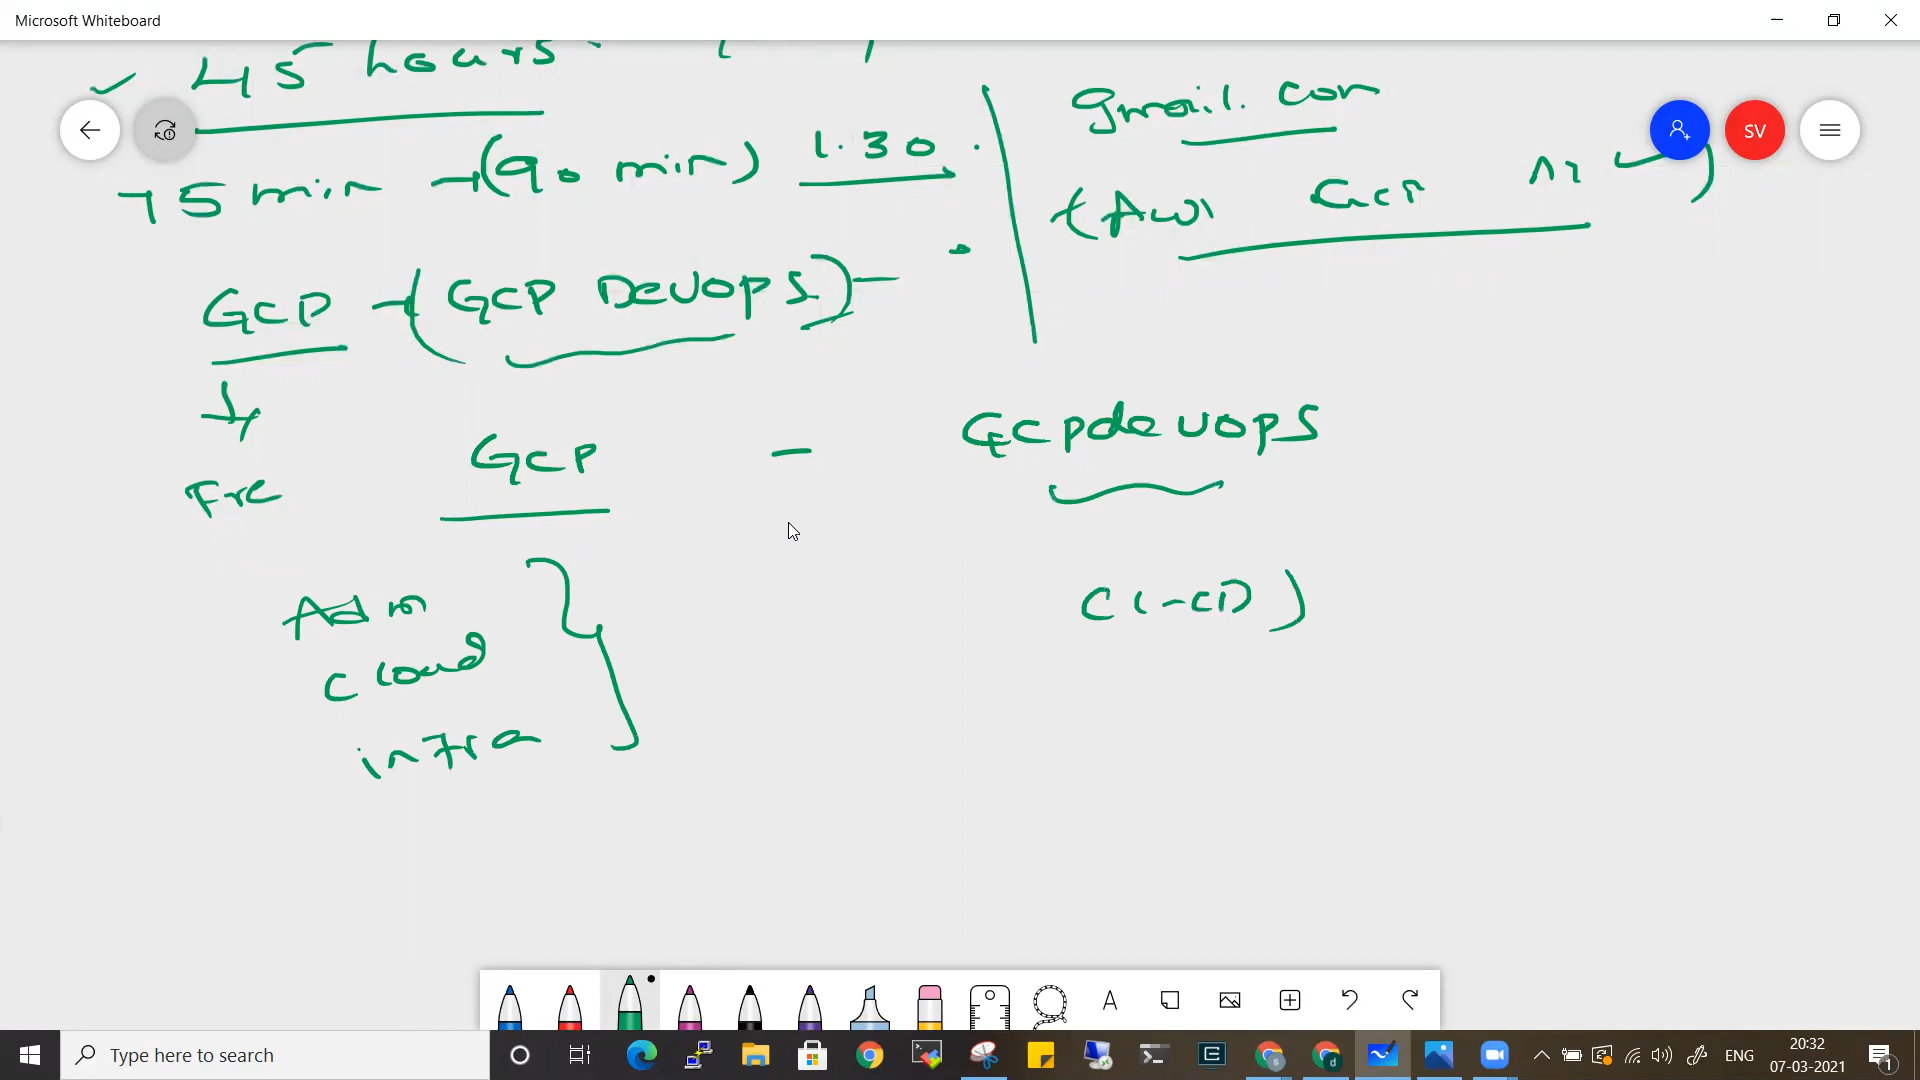 Microsoft Whiteboard
45 hours
gmail.com
75 min → (90 min) 1.30
SV
GCP
GCP - (GCP DevOPS) -
GCP - GCPdevops
Fre
CI-CD)
Adm
cloud
infra
A
Type here to search
ENG
20:32
07-03-2021
1